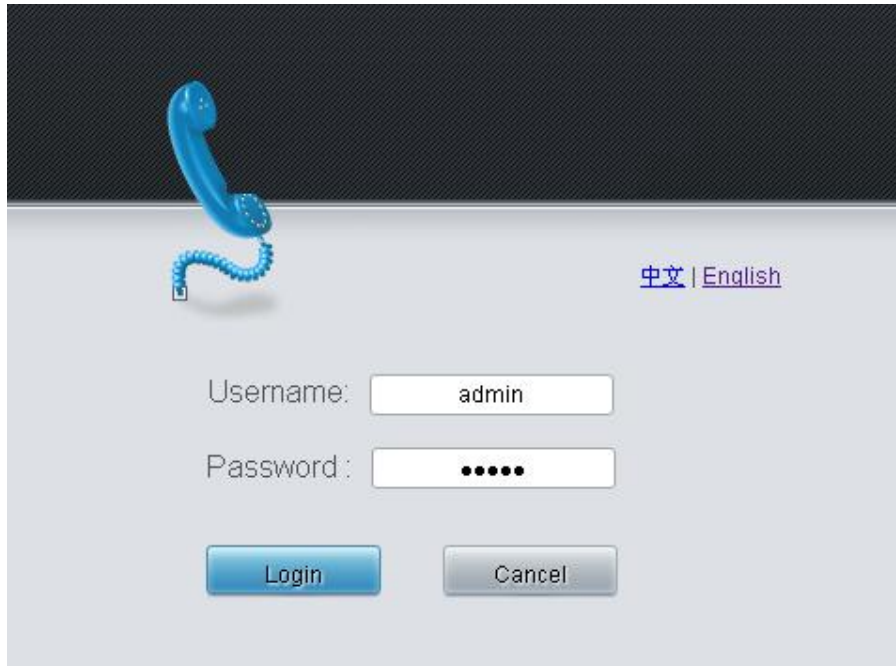 中文 | English
Username: admin
Password : •••••
Login Cancel